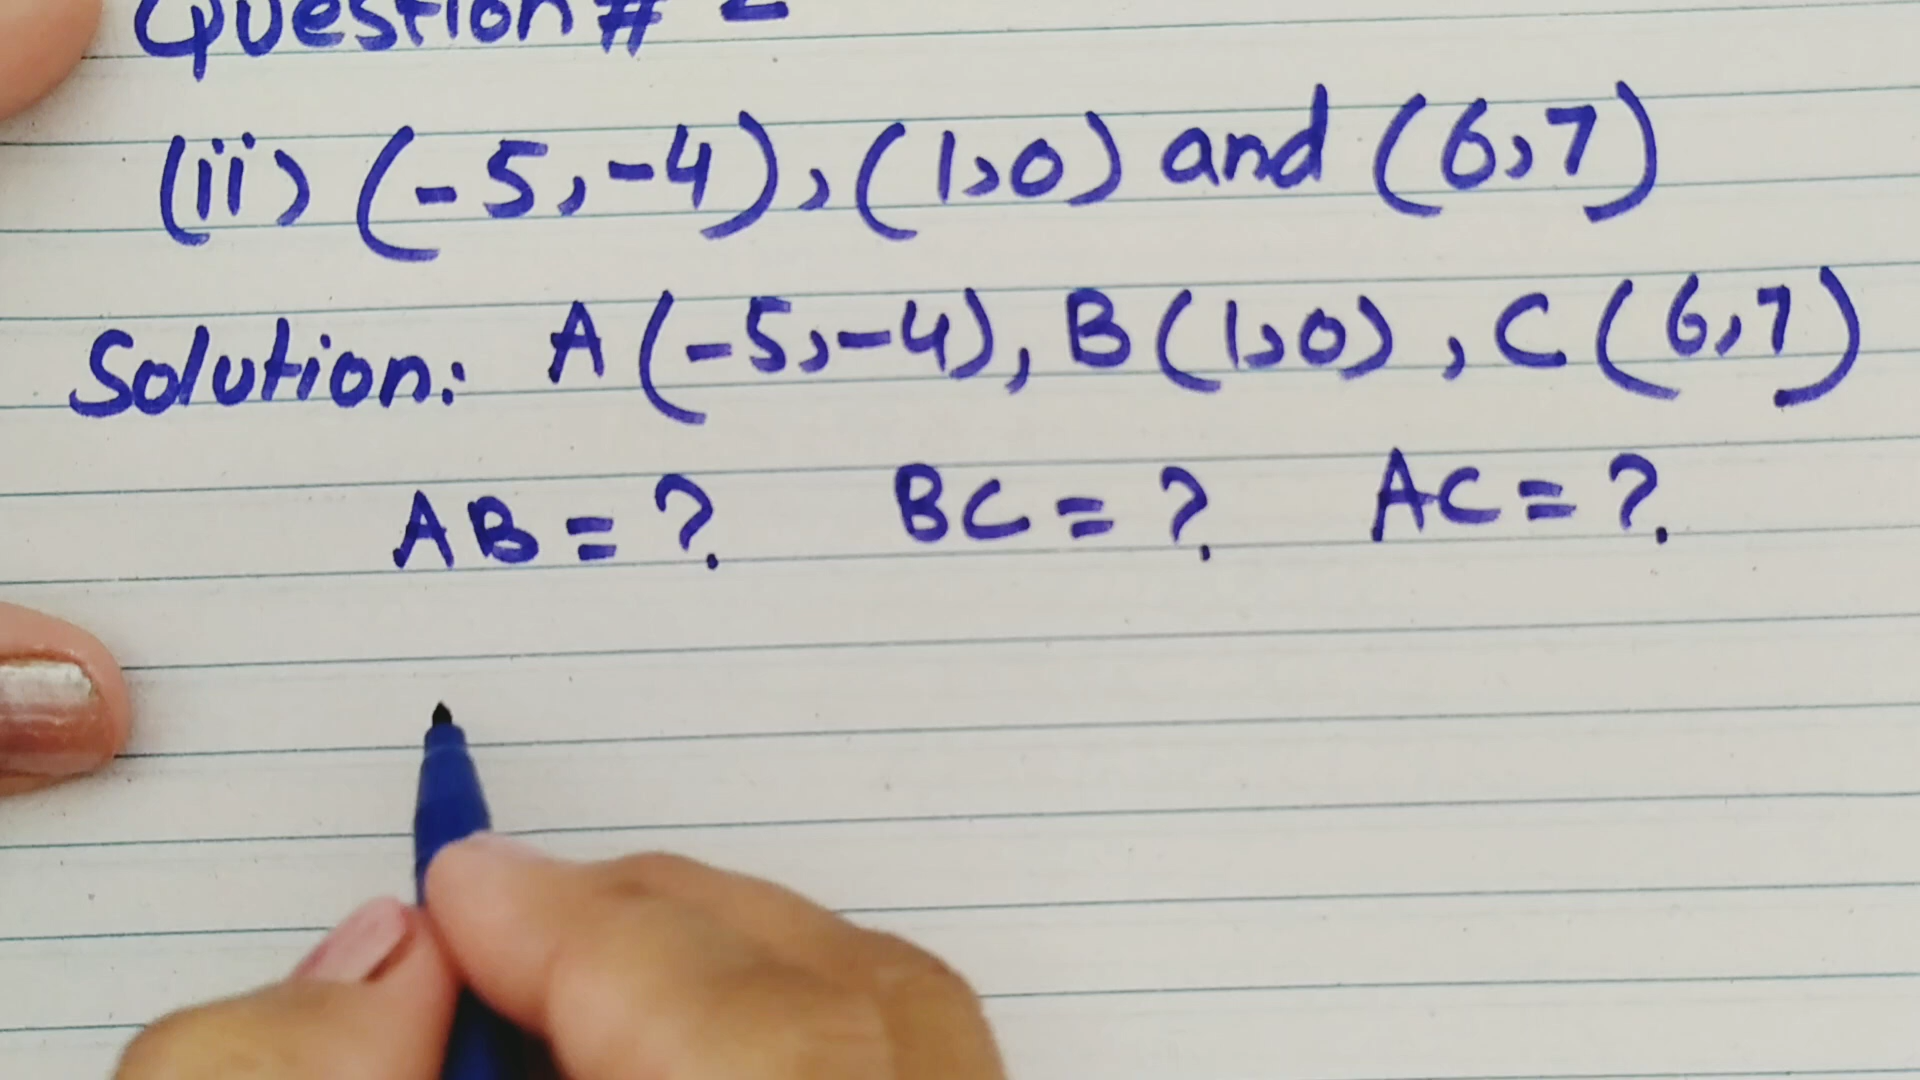 Question #
(ii) (-5,-4), (1,0) and (6,7)
Solution: A(-5,-4), B(1,0), C(6,7)
AB = ? BC = ? AC = ?